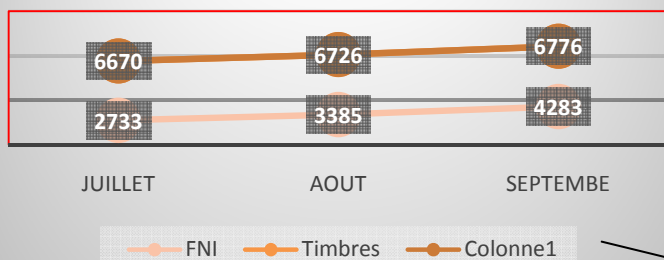 6670 6726 6776
2733 3385 4283
JUILLET AOUT SEPTEMBE
FNI Timbres Colonne1